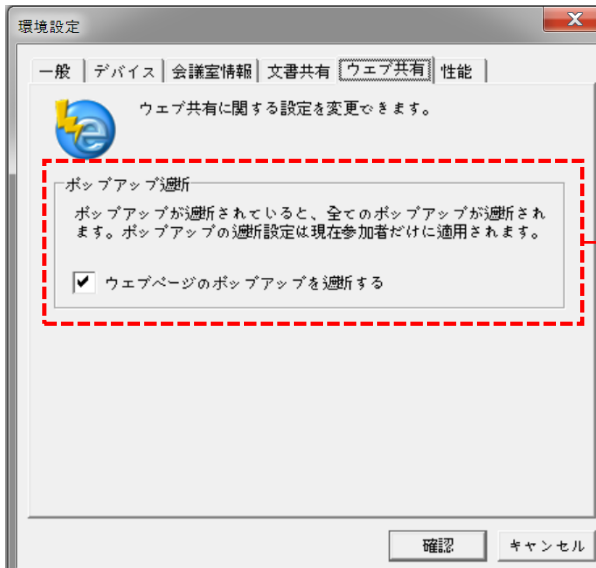 環境設定
一般
デバイス
会議室情報
文書共有
ウェブ共有
性能
ウェブ共有に関する設定を変更できます。
ポップアップ遮断
ポップアップが遮断されていると、全てのポップアップが遮断され
ます。ポップアップの遮断設定は現在参加者だけに適用されます。
ウェブページのポップアップを遮断する
確認
キャンセル